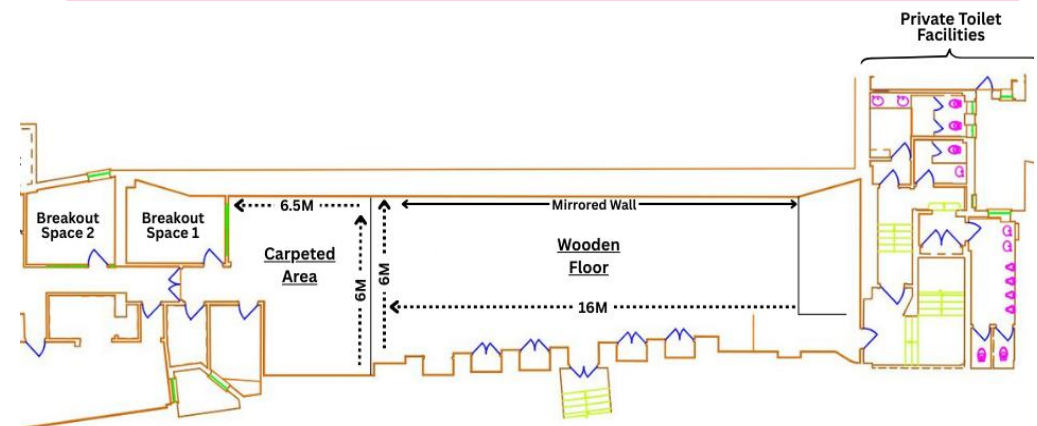 Private Toilet
Facilities
Breakout
Space 2
Breakout
Space 1
6.5M
Carpeted
Area
6M
6M
Mirrored Wall
Wooden
Floor
16M